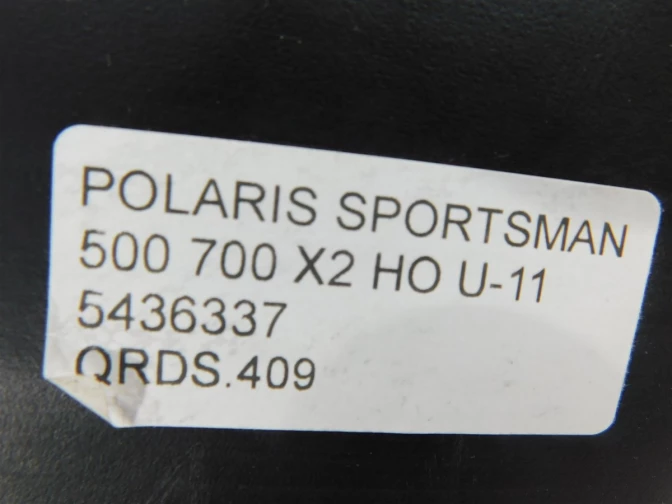 POLARIS SPORTSMAN
500 700 X2 HO U-11
5436337
QRDS.409